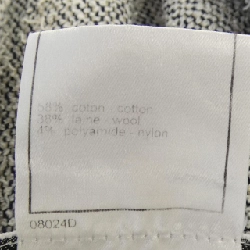 58% coton - cotton
38% laine - wool
4% polyamide - nylon
08024D